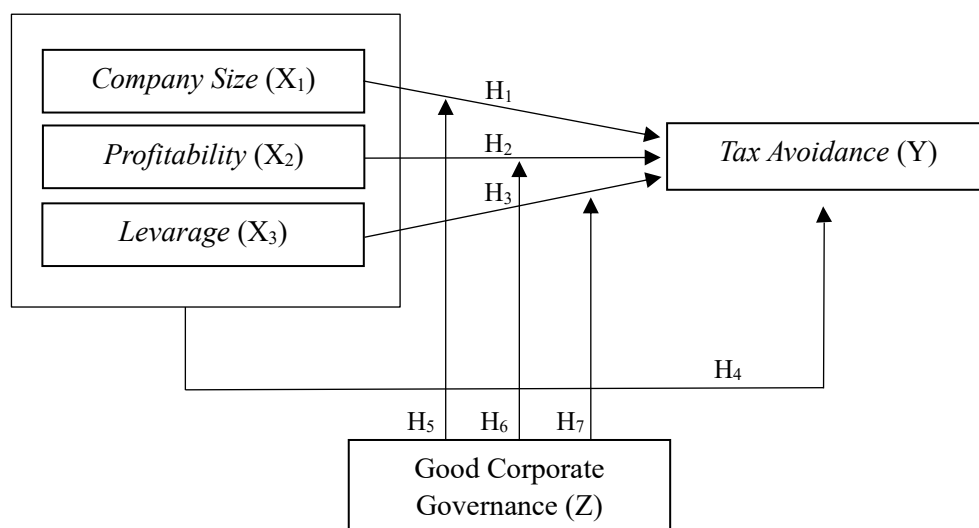 Company Size (X₁)
H₁
Profitability (X₂)
H₂
Tax Avoidance (Y)
H₃
Levarage (X₃)
H₄
H₅
H₆
H₇
Good Corporate
Governance (Z)